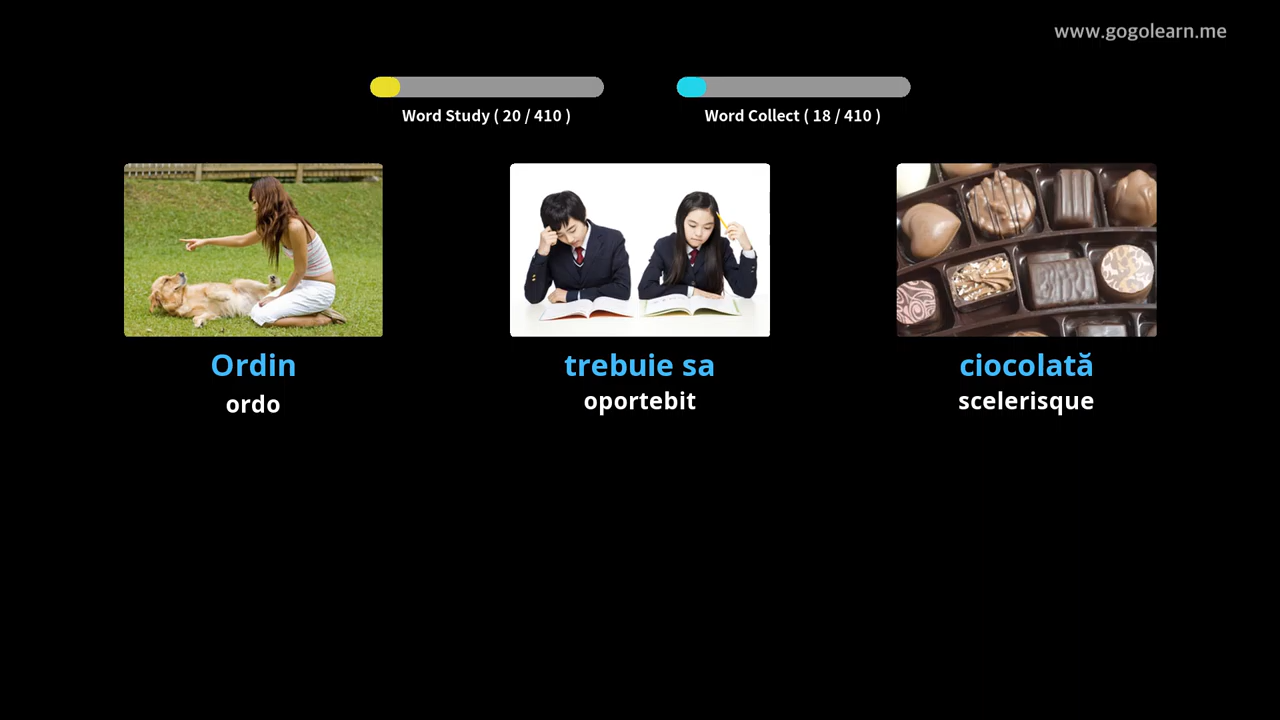 www.gogolearn.me
Word Study ( 20 / 410 )
Word Collect ( 18 / 410 )
Ordin
trebuie sa
ciocolată
ordo
oportebit
scelerisque